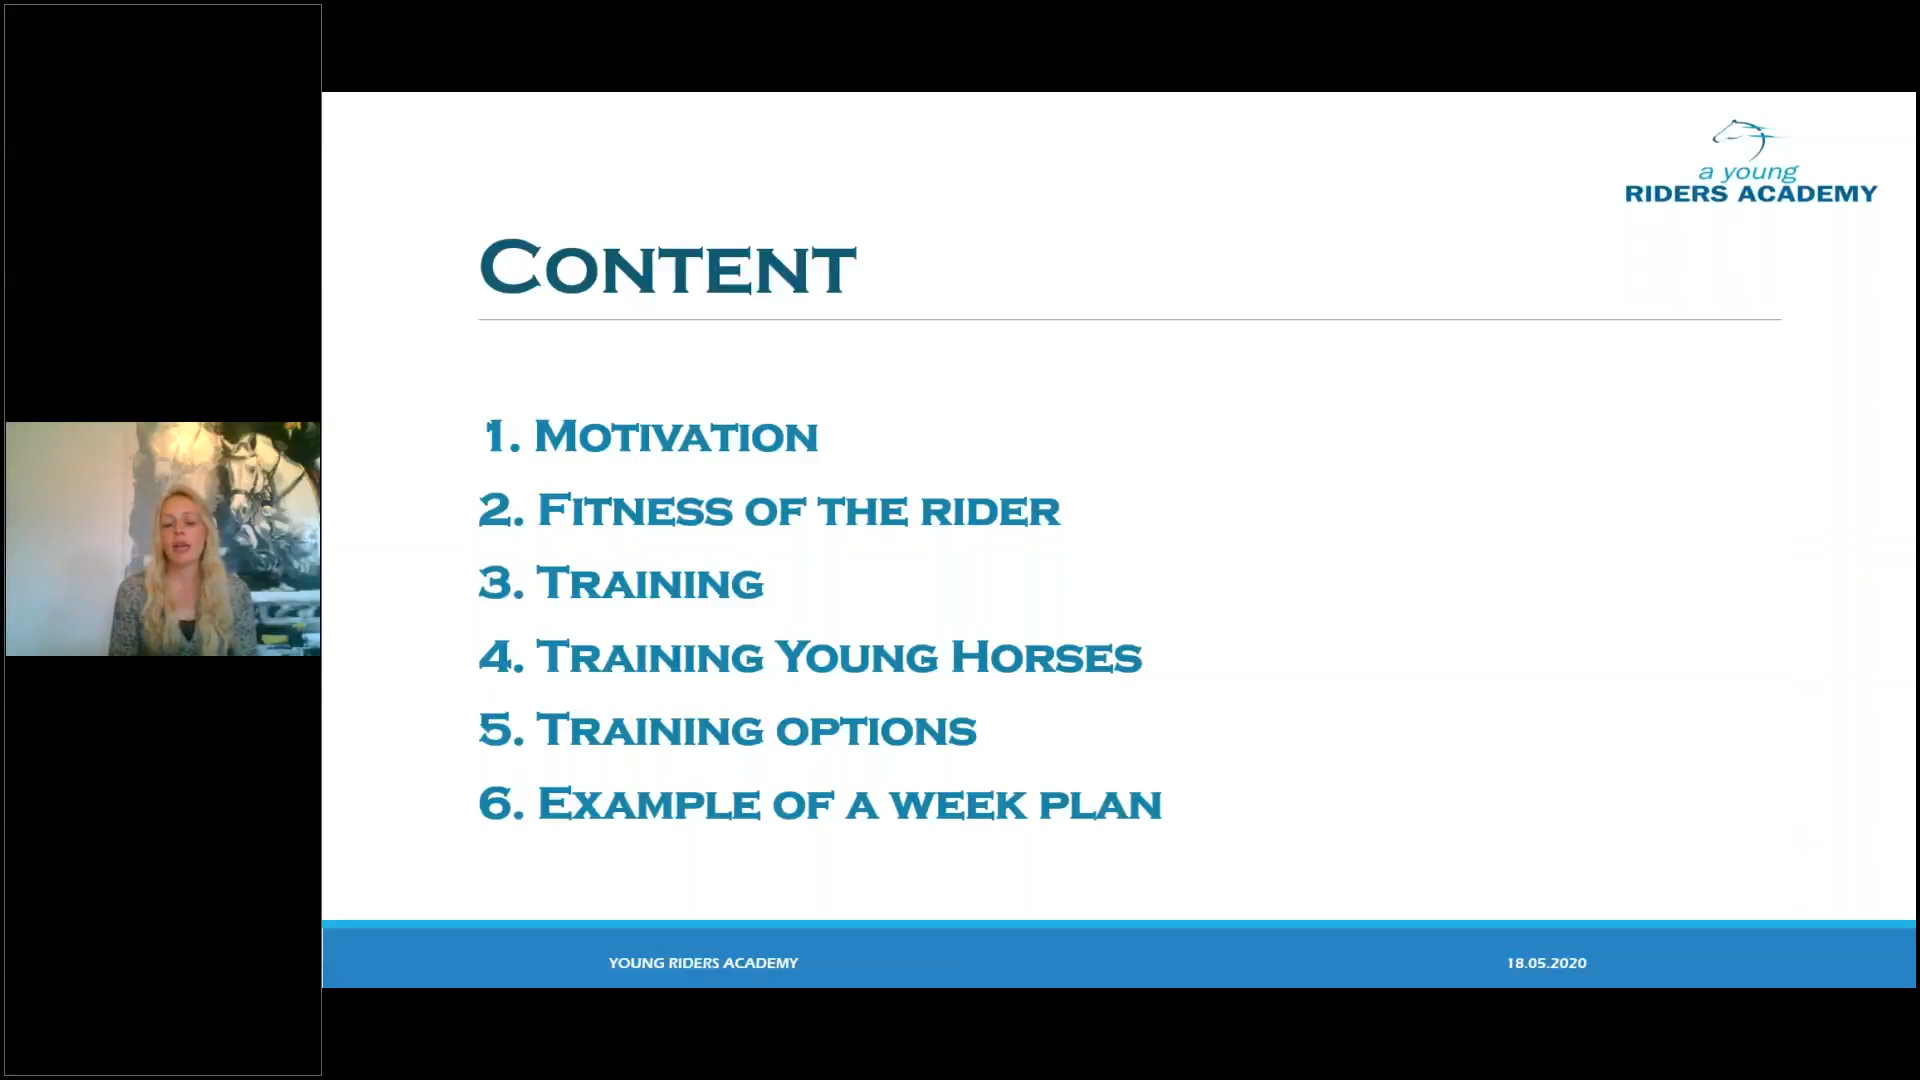 a young
RIDERS ACADEMY
Content
1. Motivation
2. Fitness of the rider
3. Training
4. Training Young Horses
5. Training options
6. Example of a week plan
YOUNG RIDERS ACADEMY
18.05.2020